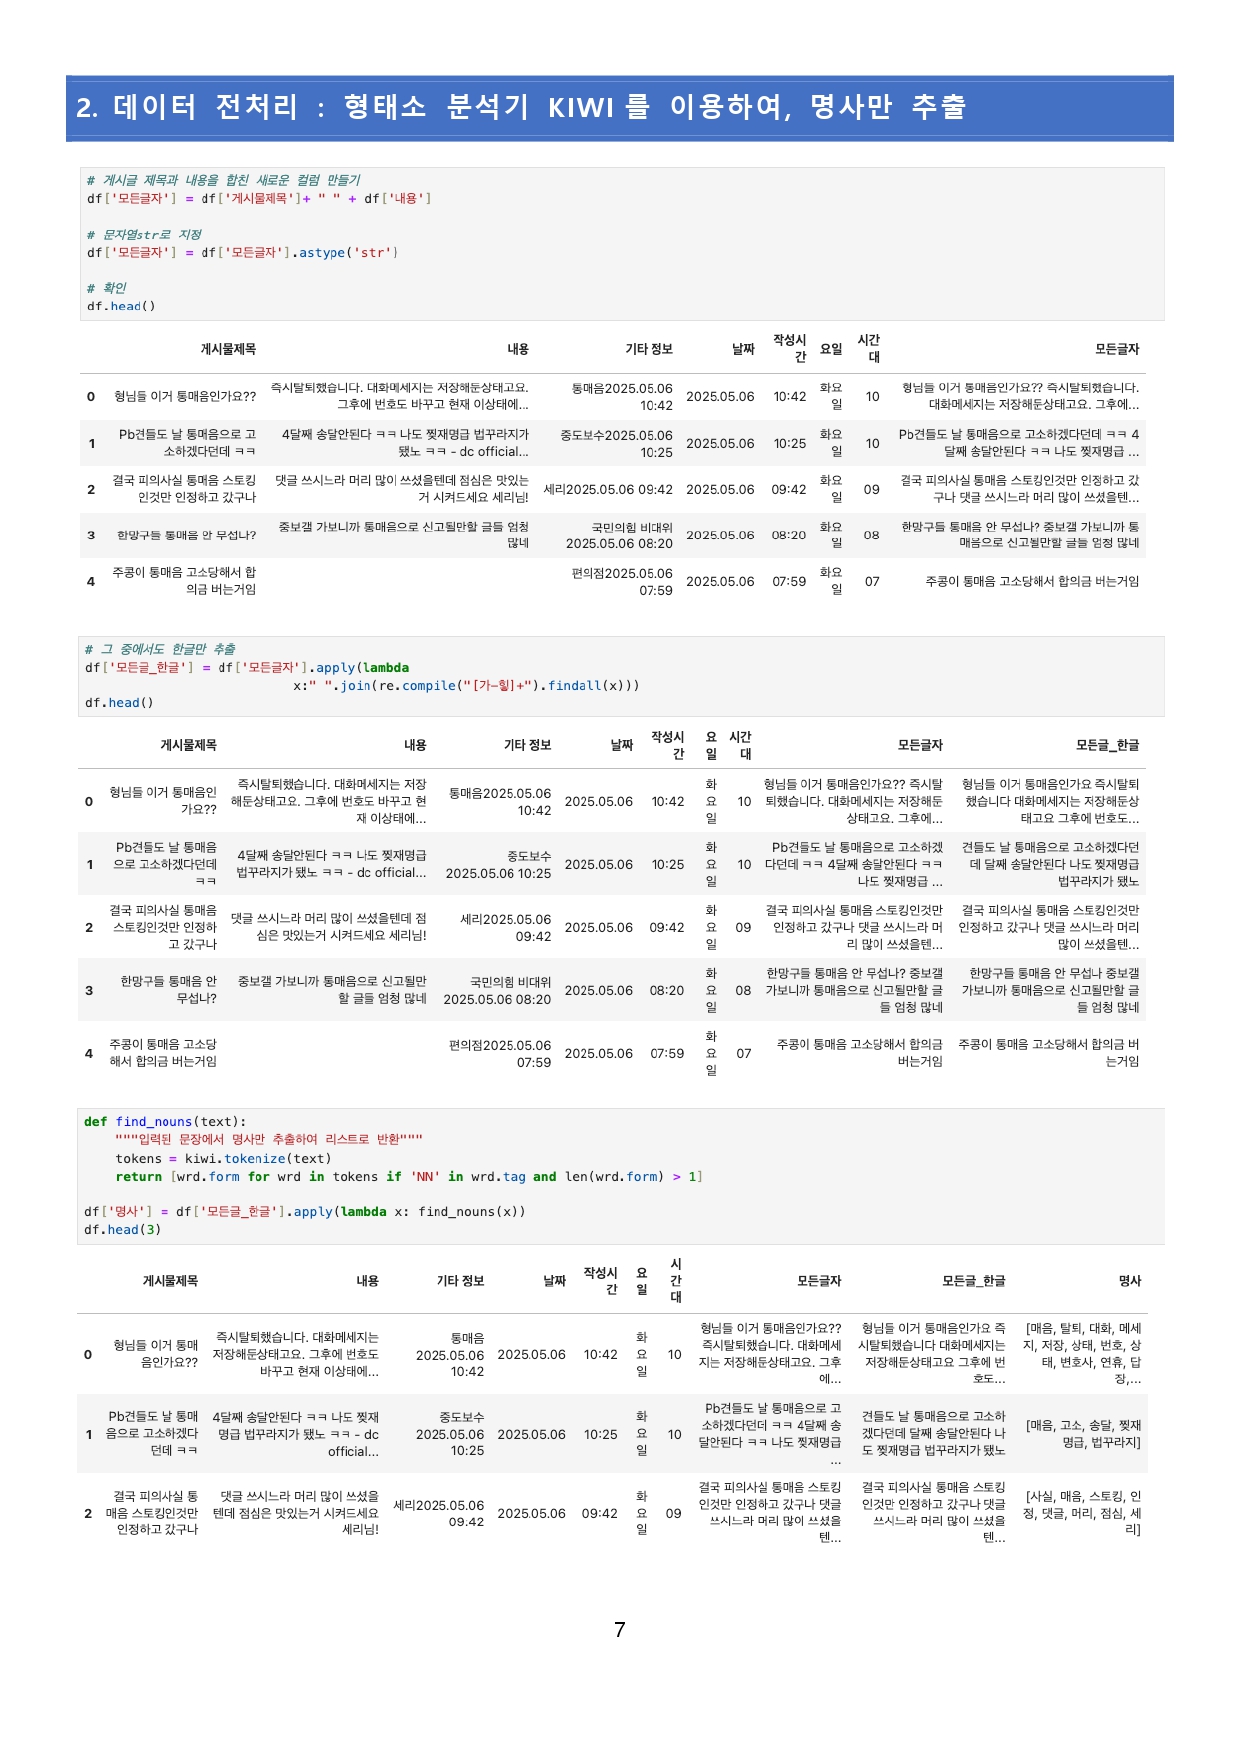 2. 데이터 전처리 : 형태소 분석기 KIWI를 이용하여, 명사만 추출
# 게시글 제목과 내용을 합친 새로운 컬럼 만들기
df['모든글자'] = df['게시물제목']+ " " + df['내용']
# 문자열str로 지정
df['모든글자'] = df['모든글자'].astype('str')
# 확인
df.head()
게시물제목 내용 기타 정보 날짜 작성시간 요일 시간대 모든글자
0 형님들 이거 통매음인가요?? 즉시탈퇴했습니다. 대화메세지는 저장해둔상태고요. 그후에 번호도 바꾸고 현재 이상태에... 통매음2025.05.06 10:42 2025.05.06 10:42 화요일 10 형님들 이거 통매음인가요?? 즉시탈퇴했습니다. 대화메세지는 저장해둔상태고요. 그후에...
1 Pb견들도 날 통매음으로 고소하겠다던데 ㅋㅋ 4달째 송달안된다 ㅋㅋ 나도 찢재명급 법꾸라지가 됐노 ㅋㅋ - dc official... 중도보수2025.05.06 10:25 2025.05.06 10:25 화요일 10 Pb견들도 날 통매음으로 고소하겠다던데 ㅋㅋ 4달째 송달안된다 ㅋㅋ 나도 찢재명급 ...
2 결국 피의사실 통매음 스토킹인것만 인정하고 갔구나 댓글 쓰시느라 머리 많이 쓰셨을텐데 점심은 맛있는거 시켜드세요 세리님! 세리2025.05.06 09:42 2025.05.06 09:42 화요일 09 결국 피의사실 통매음 스토킹인것만 인정하고 갔구나 댓글 쓰시느라 머리 많이 쓰셨을텐...
3 한망구들 통매음 안 무섭나? 중보갤 가보니까 통매음으로 신고될만할 글들 엄청 많네 국민의힘 비대위 2025.05.06 08:20 2025.05.06 08:20 화요일 08 한망구들 통매음 안 무섭나? 중보갤 가보니까 통매음으로 신고될만할 글들 엄청 많네
4 주콩이 통매음 고소당해서 합의금 버는거임 편의점2025.05.06 07:59 2025.05.06 07:59 화요일 07 주콩이 통매음 고소당해서 합의금 버는거임
# 그 중에서도 한글만 추출
df['모든글_한글'] = df['모든글자'].apply(lambda
x:" ".join(re.compile("[가-힣]+").findall(x)))
df.head()
게시물제목 내용 기타 정보 날짜 작성시간 요일 시간대 모든글자 모든글_한글
0 형님들 이거 통매음인가요?? 즉시탈퇴했습니다. 대화메세지는 저장해둔상태고요. 그후에 번호도 바꾸고 현재 이상태에... 통매음2025.05.06 10:42 2025.05.06 10:42 화요일 10 형님들 이거 통매음인가요?? 즉시탈퇴했습니다. 대화메세지는 저장해둔상태고요. 그후에... 형님들 이거 통매음인가요 즉시탈퇴했습니다 대화메세지는 저장해둔상태고요 그후에 번호도...
1 Pb견들도 날 통매음으로 고소하겠다던데 ㅋㅋ 4달째 송달안된다 ㅋㅋ 나도 찢재명급 법꾸라지가 됐노 ㅋㅋ - dc official... 중도보수 2025.05.06 10:25 2025.05.06 10:25 화요일 10 Pb견들도 날 통매음으로 고소하겠다던데 ㅋㅋ 4달째 송달안된다 ㅋㅋ 나도 찢재명급 ... 견들도 날 통매음으로 고소하겠다던데 달째 송달안된다 나도 찢재명급 법꾸라지가 됐노
2 결국 피의사실 통매음 스토킹인것만 인정하고 갔구나 댓글 쓰시느라 머리 많이 쓰셨을텐데 점심은 맛있는거 시켜드세요 세리님! 세리2025.05.06 09:42 2025.05.06 09:42 화요일 09 결국 피의사실 통매음 스토킹인것만 인정하고 갔구나 댓글 쓰시느라 머리 많이 쓰셨을텐... 결국 피의사실 통매음 스토킹인것만 인정하고 갔구나 댓글 쓰시느라 머리 많이 쓰셨을텐...
3 한망구들 통매음 안 무섭나? 중보갤 가보니까 통매음으로 신고될만할 글들 엄청 많네 국민의힘 비대위 2025.05.06 08:20 2025.05.06 08:20 화요일 08 한망구들 통매음 안 무섭나? 중보갤 가보니까 통매음으로 신고될만할 글들 엄청 많네 한망구들 통매음 안 무섭나 중보갤 가보니까 통매음으로 신고될만할 글들 엄청 많네
4 주콩이 통매음 고소당해서 합의금 버는거임 편의점2025.05.06 07:59 2025.05.06 07:59 화요일 07 주콩이 통매음 고소당해서 합의금 버는거임 주콩이 통매음 고소당해서 합의금 버는거임
def find_nouns(text):
"""입력된 문장에서 명사만 추출하여 리스트로 반환"""
tokens = kiwi.tokenize(text)
return [wrd.form for wrd in tokens if 'NN' in wrd.tag and len(wrd.form) > 1]
df['명사'] = df['모든글_한글'].apply(lambda x: find_nouns(x))
df.head(3)
게시물제목 내용 기타 정보 날짜 작성시간 요일 시간대 모든글자 모든글_한글 명사
0 형님들 이거 통매음인가요?? 즉시탈퇴했습니다. 대화메세지는 저장해둔상태고요. 그후에 번호도 바꾸고 현재 이상태에... 통매음 2025.05.06 10:42 2025.05.06 10:42 화요일 10 형님들 이거 통매음인가요?? 즉시탈퇴했습니다. 대화메세지는 저장해둔상태고요. 그후에... 형님들 이거 통매음인가요 즉시탈퇴했습니다 대화메세지는 저장해둔상태고요 그후에 번호도... [매음, 탈퇴, 대화, 메세지, 저장, 상태, 번호, 상태, 변호사, 연휴, 답장,...
1 Pb견들도 날 통매음으로 고소하겠다던데 ㅋㅋ 4달째 송달안된다 ㅋㅋ 나도 찢재명급 법꾸라지가 됐노 ㅋㅋ - dc official... 중도보수 2025.05.06 10:25 2025.05.06 10:25 화요일 10 Pb견들도 날 통매음으로 고소하겠다던데 ㅋㅋ 4달째 송달안된다 ㅋㅋ 나도 찢재명급 ... 견들도 날 통매음으로 고소하겠다던데 달째 송달안된다 나도 찢재명급 법꾸라지가 됐노 [매음, 고소, 송달, 찢재명급, 법꾸라지]
2 결국 피의사실 통매음 스토킹인것만 인정하고 갔구나 댓글 쓰시느라 머리 많이 쓰셨을텐데 점심은 맛있는거 시켜드세요 세리님! 세리2025.05.06 09:42 2025.05.06 09:42 화요일 09 결국 피의사실 통매음 스토킹인것만 인정하고 갔구나 댓글 쓰시느라 머리 많이 쓰셨을텐... 결국 피의사실 통매음 스토킹인것만 인정하고 갔구나 댓글 쓰시느라 머리 많이 쓰셨을텐... [사실, 매음, 스토킹, 인정, 댓글, 머리, 점심, 세리]
7